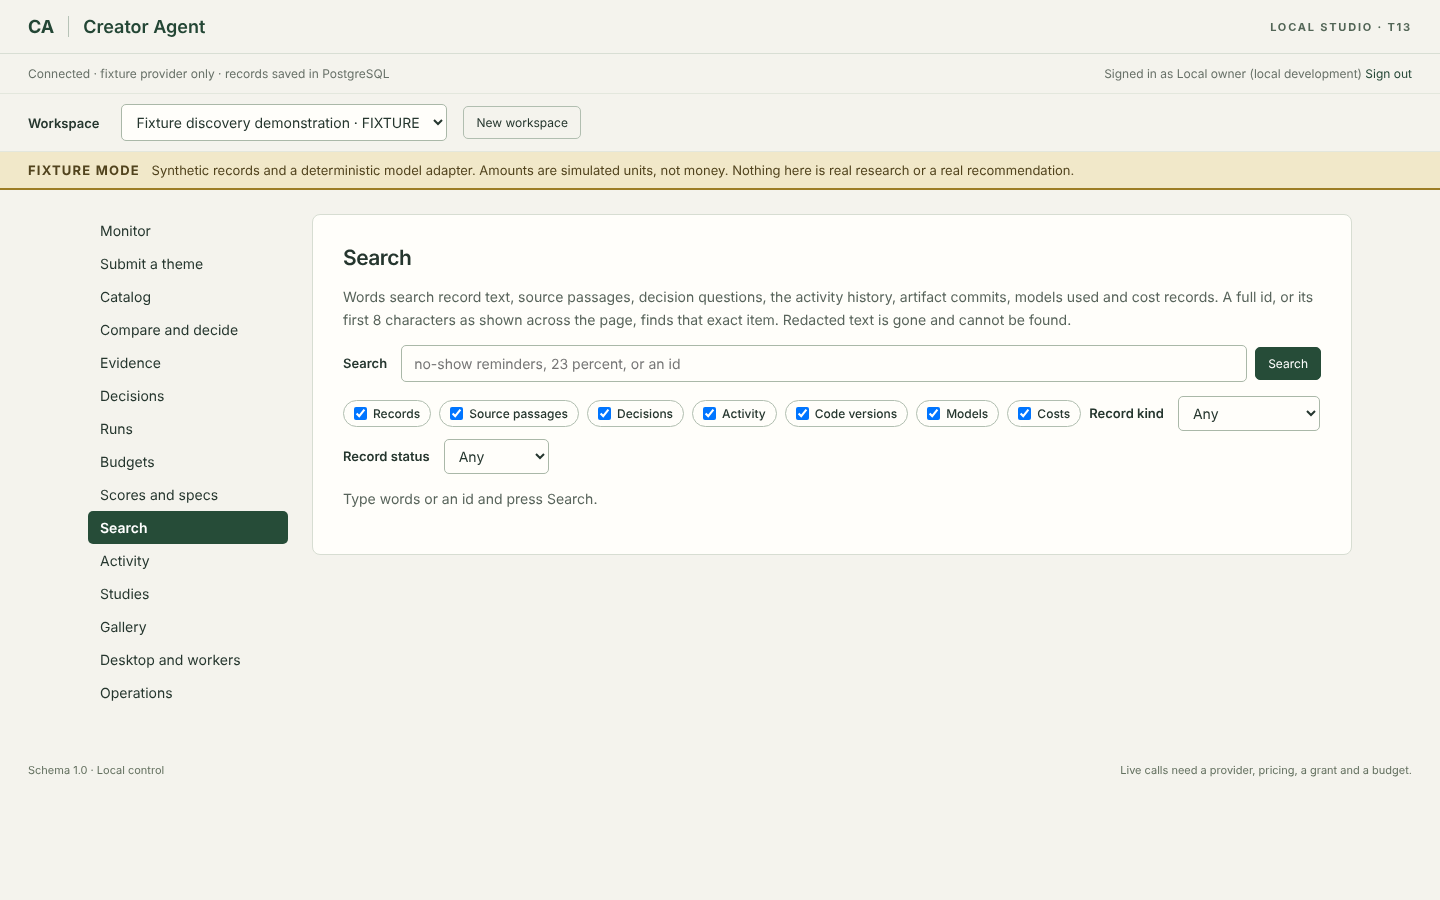 CA Creator Agent LOCAL STUDIO · T13
Connected · fixture provider only · records saved in PostgreSQL Signed in as Local owner (local development) Sign out
Workspace Fixture discovery demonstration · FIXTURE New workspace
FIXTURE MODE Synthetic records and a deterministic model adapter. Amounts are simulated units, not money. Nothing here is real research or a real recommendation.
Monitor
Submit a theme
Catalog
Compare and decide
Evidence
Decisions
Runs
Budgets
Scores and specs
Search
Activity
Studies
Gallery
Desktop and workers
Operations
Search
Words search record text, source passages, decision questions, the activity history, artifact commits, models used and cost records. A full id, or its
first 8 characters as shown across the page, finds that exact item. Redacted text is gone and cannot be found.
Search no-show reminders, 23 percent, or an id Search
Records Source passages Decisions Activity Code versions Models Costs Record kind Any
Record status Any
Type words or an id and press Search.
Schema 1.0 · Local control Live calls need a provider, pricing, a grant and a budget.